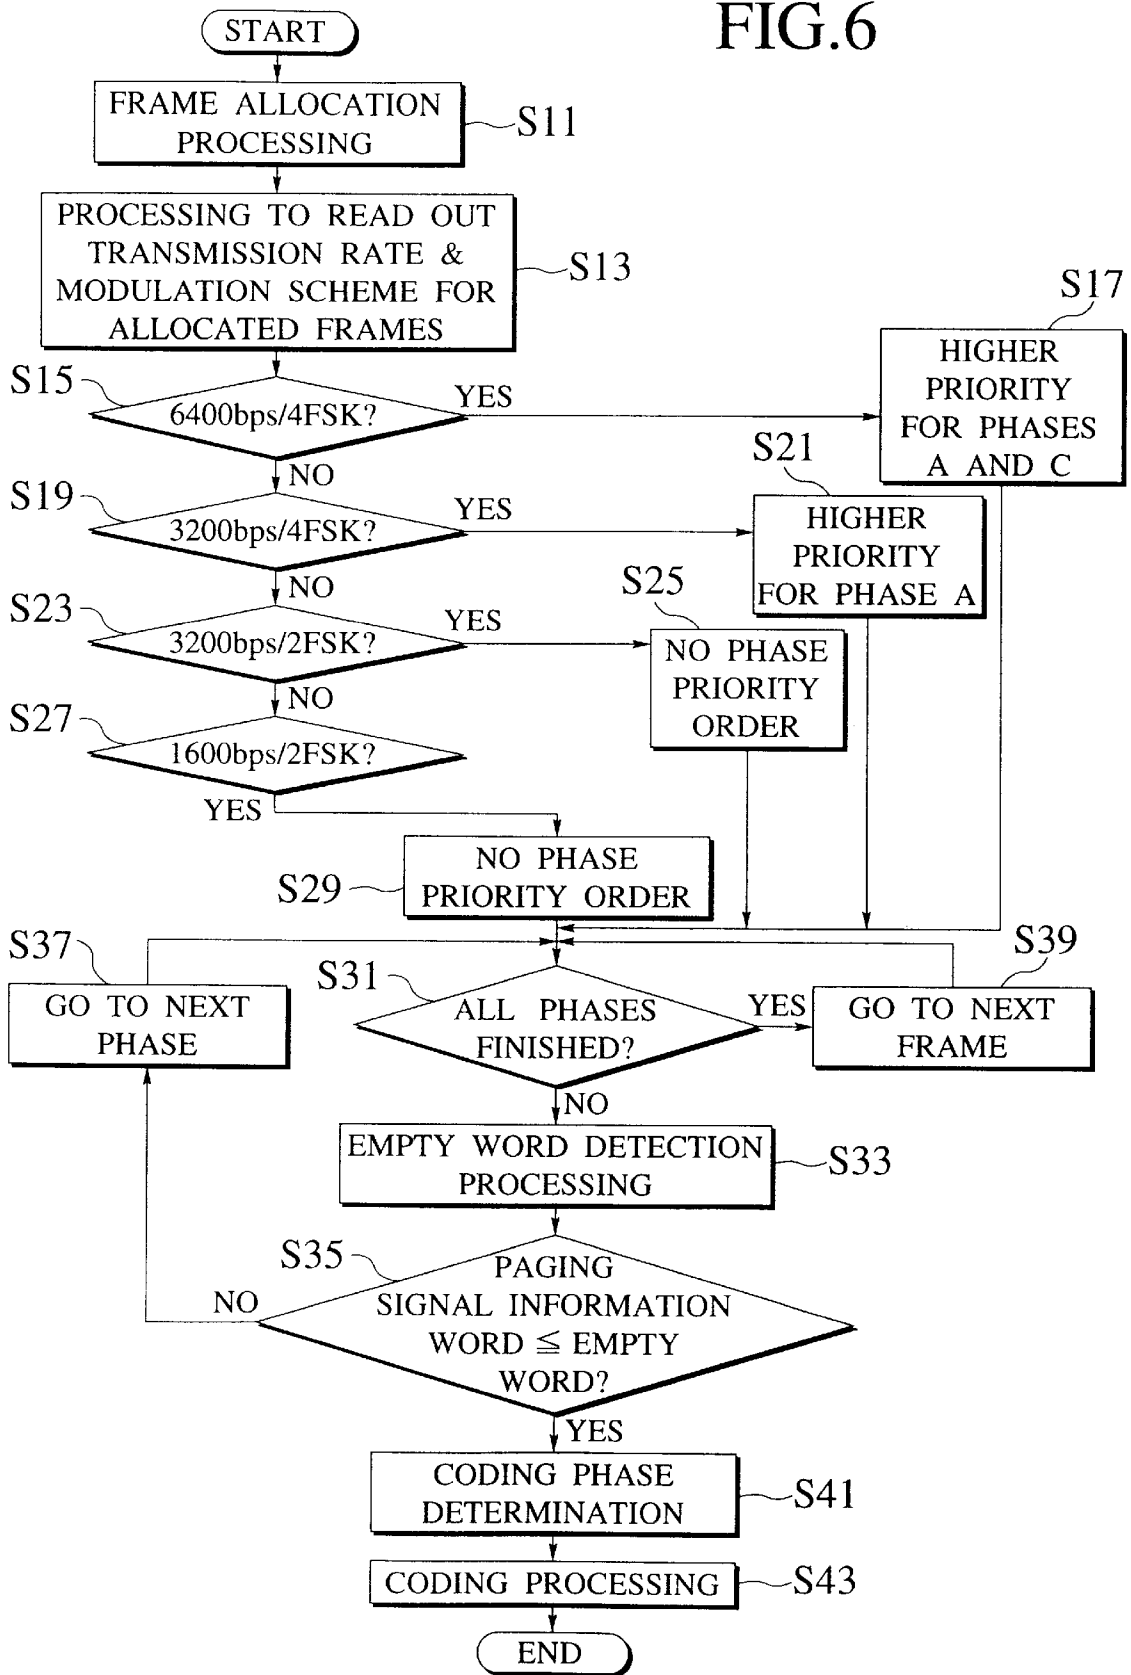 FIG.6
START
FRAME ALLOCATION
PROCESSING
S11
PROCESSING TO READ OUT
TRANSMISSION RATE &
MODULATION SCHEME FOR
ALLOCATED FRAMES
S13
S15
6400bps/4FSK?
YES
NO
S17
HIGHER
PRIORITY
FOR PHASES
A AND C
S19
3200bps/4FSK?
YES
NO
S21
HIGHER
PRIORITY
FOR PHASE A
S23
3200bps/2FSK?
YES
NO
S25
NO PHASE
PRIORITY
ORDER
S27
1600bps/2FSK?
YES
S29
NO PHASE
PRIORITY ORDER
S37
GO TO NEXT
PHASE
S31
ALL PHASES
FINISHED?
YES
NO
S39
GO TO NEXT
FRAME
EMPTY WORD DETECTION
PROCESSING
S33
S35
PAGING
SIGNAL INFORMATION
WORD ≦ EMPTY
WORD?
NO
YES
CODING PHASE
DETERMINATION
S41
CODING PROCESSING
S43
END